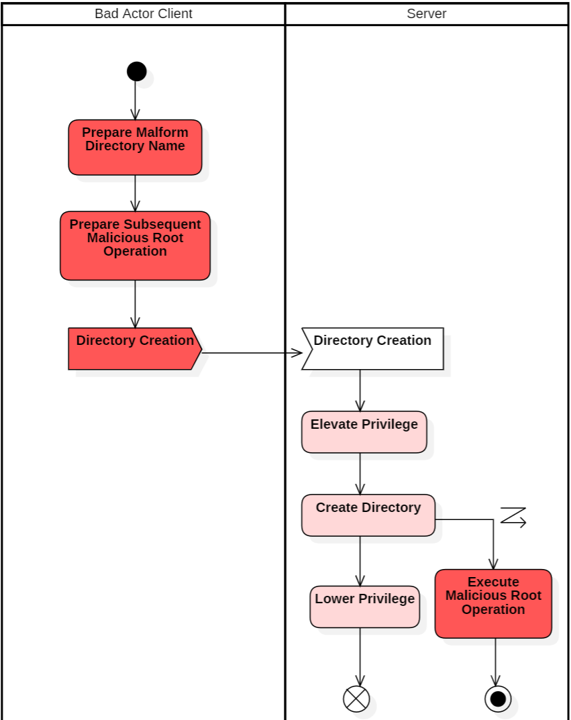 Bad Actor Client
Server
Prepare Malform
Directory Name
Prepare Subsequent
Malicious Root
Operation
Directory Creation
Directory Creation
Elevate Privilege
Create Directory
Lower Privilege
Execute
Malicious Root
Operation